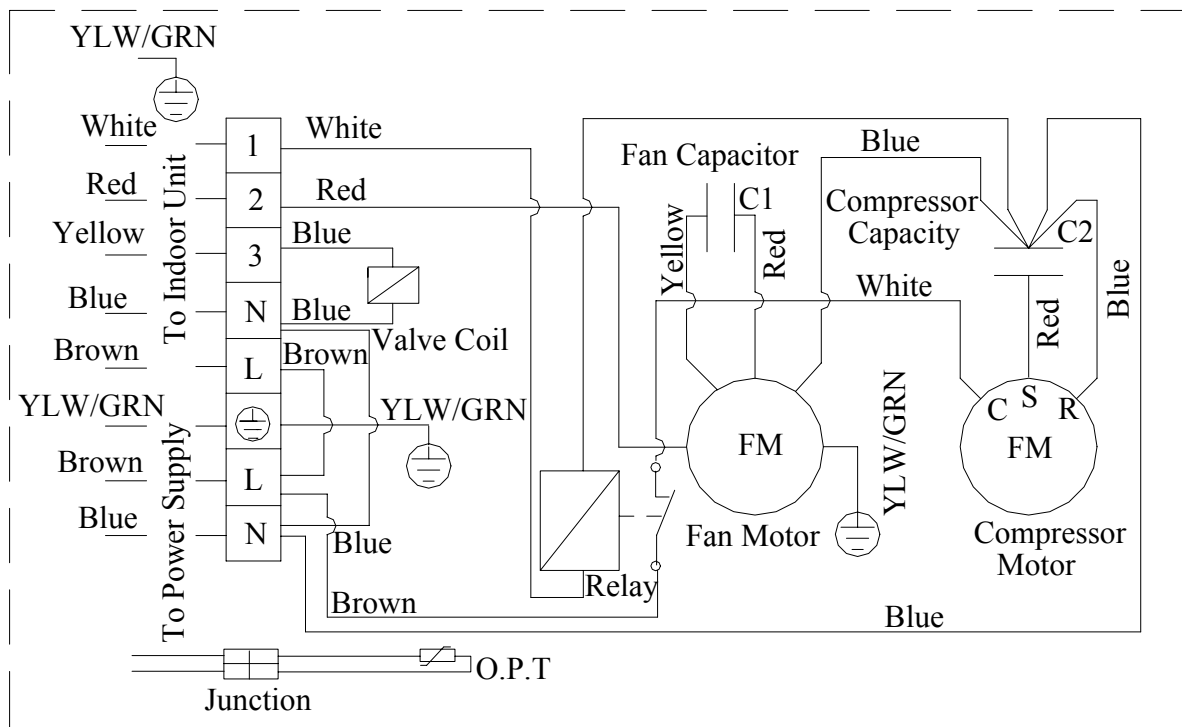 YLW/GRN
White
Red
Yellow
Blue
Brown
YLW/GRN
Brown
Blue
To Indoor Unit
To Power Supply
1
2
3
N
L
L
N
White
Red
Blue
Blue
Valve Coil
Brown
YLW/GRN
Blue
Brown
Relay
Fan Capacitor
C1
Yellow
Red
FM
Fan Motor
YLW/GRN
Blue
Compressor
Capacity
C2
White
Red
Blue
C
S
R
FM
Compressor
Motor
Blue
O.P.T
Junction